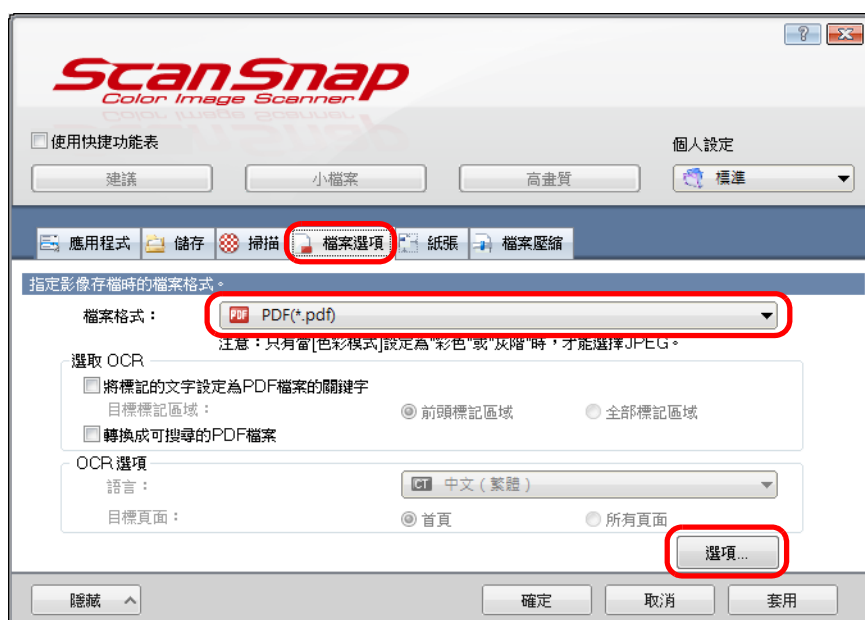 ScanSnap
Color Image Scanner
使用快捷功能表
個人設定
建議 小檔案 高畫質 標準
應用程式 儲存 掃描 檔案選項 紙張 檔案壓縮
指定影像存檔時的檔案格式。
檔案格式： PDF PDF(*.pdf)
注意：只有當[色彩模式]設定為"彩色"或"灰階"時，才能選擇JPEG。
選取 OCR
將標記的文字設定為PDF檔案的關鍵字
目標標記區域： 前頭標記區域 全部標記區域
轉換成可搜尋的PDF檔案
OCR 選項
語言： CT 中文（繁體）
目標頁面： 首頁 所有頁面
選項...
隱藏 確定 取消 套用